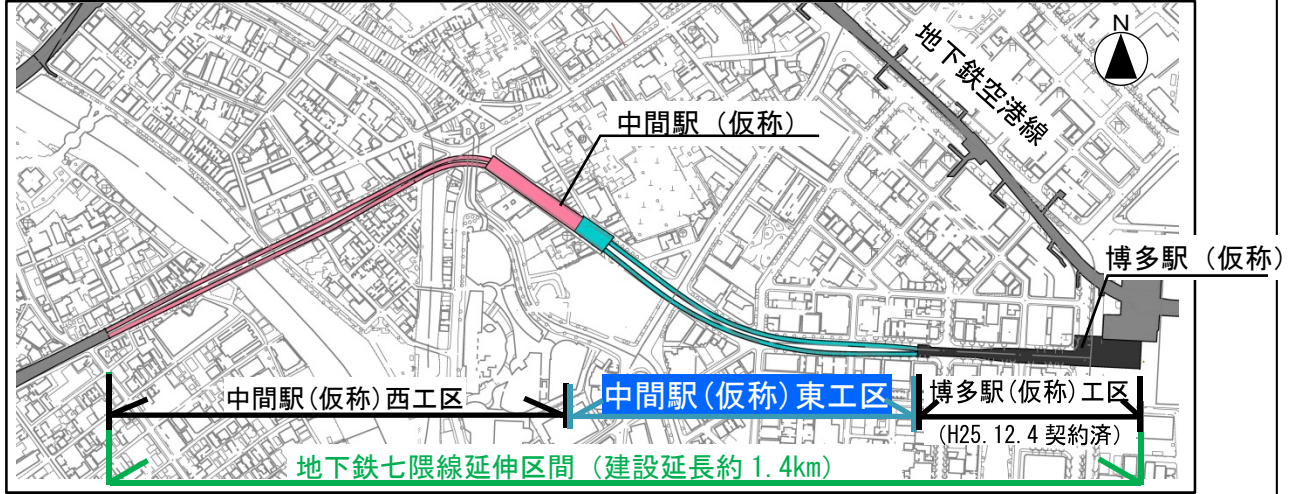 N
地下鉄空港線
中間駅（仮称）
博多駅（仮称）
中間駅(仮称)西工区
中間駅(仮称)東工区
博多駅(仮称)工区
(H25.12.4 契約済)
地下鉄七隈線延伸区間（建設延長約 1.4km）